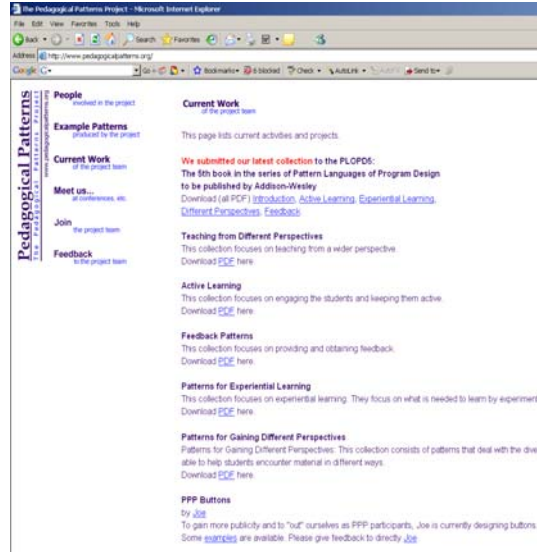 The Pedagogical Patterns Project - Microsoft Internet Explorer
File Edit View Favorites Tools Help
Back Search Favorites
Address http://www.pedagogicalpatterns.org/
Google Go Bookmarks 6 blocked Check AutoLink Send to
Pedagogical Patterns
The Pedagogical Patterns Project
www.pedagogicalpatterns.org
People
involved in the project
Example Patterns
produced by the project
Current Work
of the project team
Meet us...
at conferences, etc.
Join
the project team
Feedback
to the project team
Current Work
of the project team
This page lists current activities and projects.
We submitted our latest collection to the PLOPD5:
The 5th book in the series of Pattern Languages of Program Design
to be published by Addison-Wesley
Download (all PDF) Introduction, Active Learning, Experiential Learning,
Different Perspectives, Feedback.
Teaching from Different Perspectives
This collection focuses on teaching from a wider perspective.
Download PDF here.
Active Learning
This collection focuses on engaging the students and keeping them active.
Download PDF here.
Feedback Patterns
This collection focuses on providing and obtaining feedback.
Download PDF here.
Patterns for Experiential Learning
This collection focuses on experiential learning. They focus on what is needed to learn by experiment
Download PDF here.
Patterns for Gaining Different Perspectives
Patterns for Gaining Different Perspectives: This collection consists of patterns that deal with the dive
able to help students encounter material in different ways.
Download PDF here.
PPP Buttons
by Joe
To gain more publicity and to "out" ourselves as PPP participants, Joe is currently designing buttons
Some examples are available. Please give feedback to directly Joe